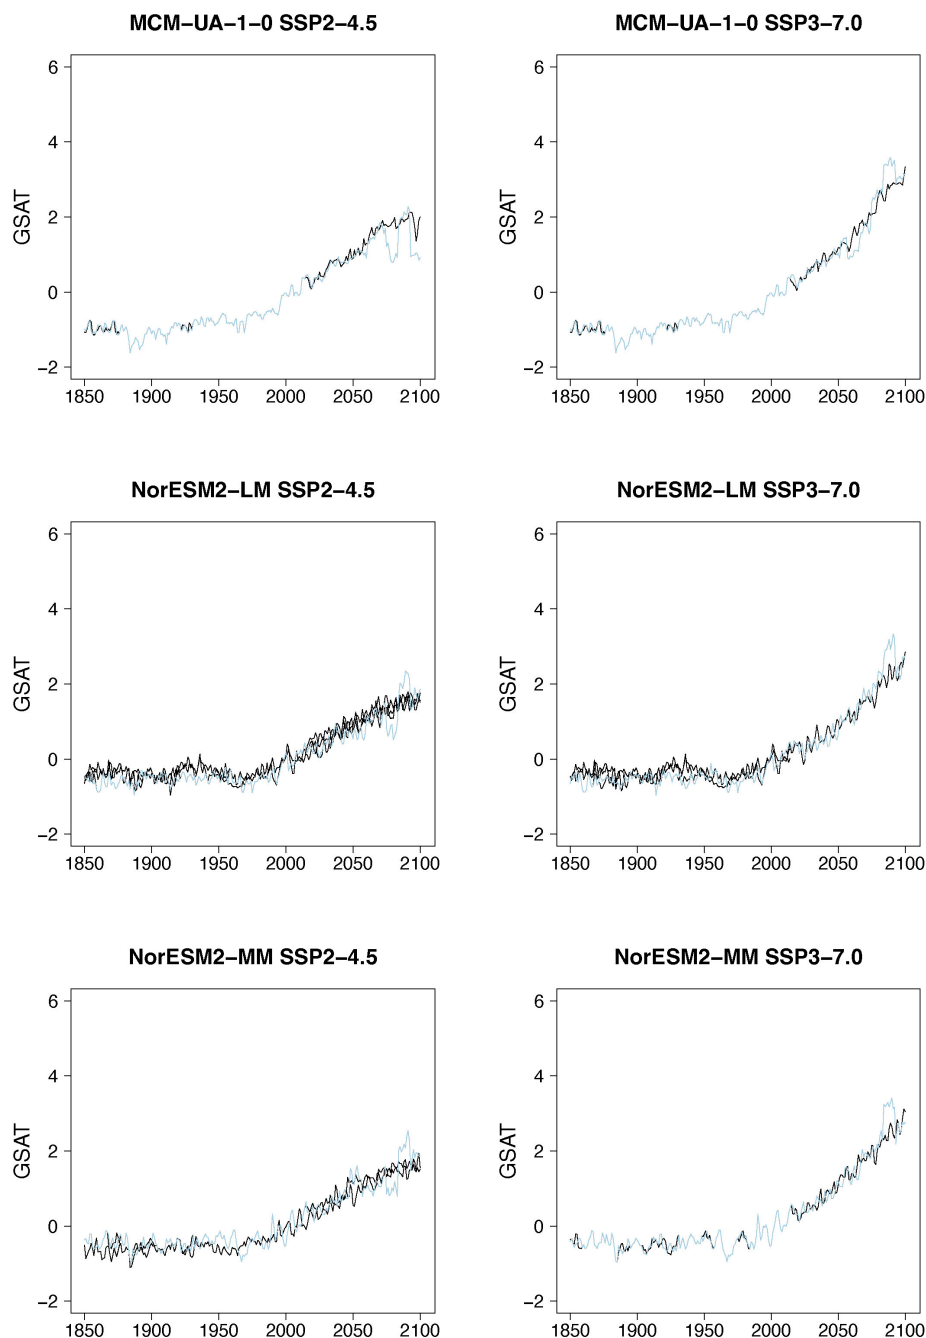 MCM−UA−1−0 SSP2−4.5
GSAT
6
4
2
0
−2
1850 1900 1950 2000 2050 2100
MCM−UA−1−0 SSP3−7.0
GSAT
6
4
2
0
−2
1850 1900 1950 2000 2050 2100
NorESM2−LM SSP2−4.5
GSAT
6
4
2
0
−2
1850 1900 1950 2000 2050 2100
NorESM2−LM SSP3−7.0
GSAT
6
4
2
0
−2
1850 1900 1950 2000 2050 2100
NorESM2−MM SSP2−4.5
GSAT
6
4
2
0
−2
1850 1900 1950 2000 2050 2100
NorESM2−MM SSP3−7.0
GSAT
6
4
2
0
−2
1850 1900 1950 2000 2050 2100